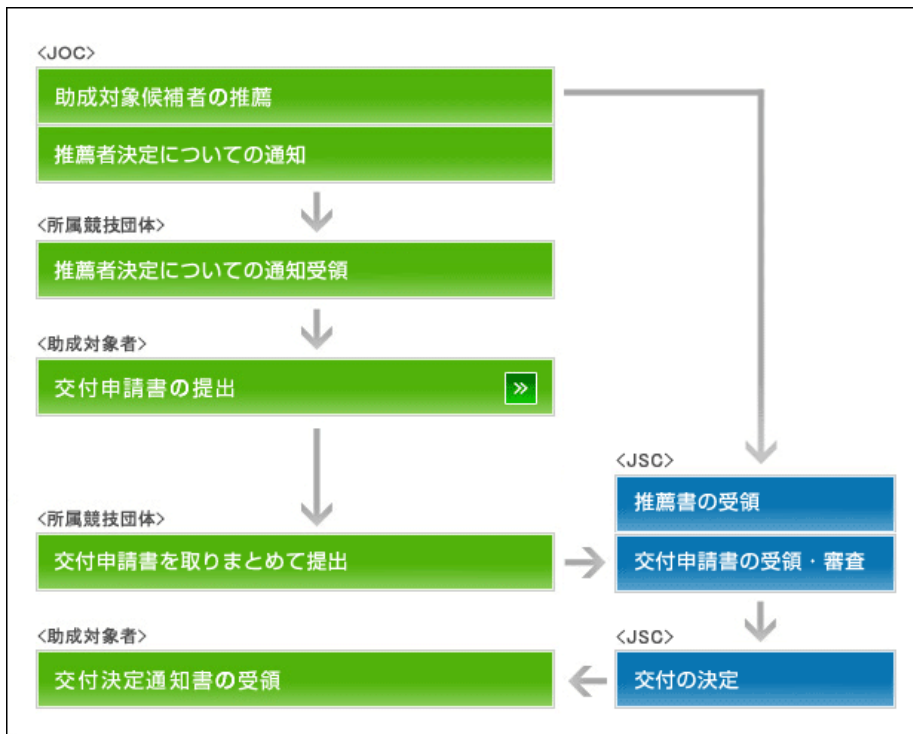 <JOC>
助成対象候補者の推薦
推薦者決定についての通知
<所属競技団体>
推薦者決定についての通知受領
<助成対象者>
交付申請書の提出
<所属競技団体>
交付申請書を取りまとめて提出
<JSC>
推薦書の受領
交付申請書の受領・審査
<JSC>
交付の決定
<助成対象者>
交付決定通知書の受領